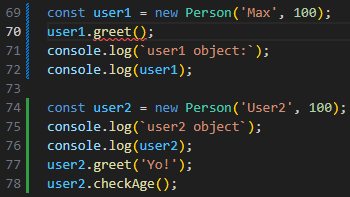 69 const user1 = new Person('Max', 100);
70 user1.greet();
71 console.log(`user1 object:`);
72 console.log(user1);
73
74 const user2 = new Person('User2', 100);
75 console.log(`user2 object`);
76 console.log(user2);
77 user2.greet('Yo!');
78 user2.checkAge();